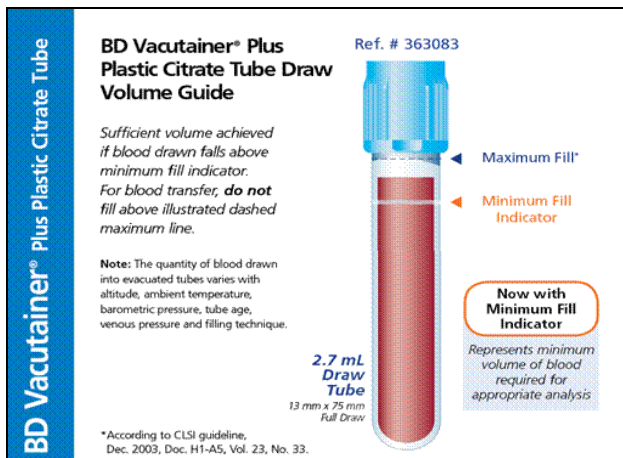 BD Vacutainer® Plus Plastic Citrate Tube
BD Vacutainer® Plus
Plastic Citrate Tube Draw
Volume Guide
Sufficient volume achieved
if blood drawn falls above
minimum fill indicator.
For blood transfer, do not
fill above illustrated dashed
maximum line.
Note: The quantity of blood drawn
into evacuated tubes varies with
altitude, ambient temperature,
barometric pressure, tube age,
venous pressure and filling technique.
*According to CLSI guideline,
Dec. 2003, Doc. H1-A5, Vol. 23, No. 33.
Ref. # 363083
Maximum Fill*
Minimum Fill
Indicator
2.7 mL
Draw
Tube
13 mm x 75 mm
Full Draw
Now with
Minimum Fill
Indicator
Represents minimum
volume of blood
required for
appropriate analysis